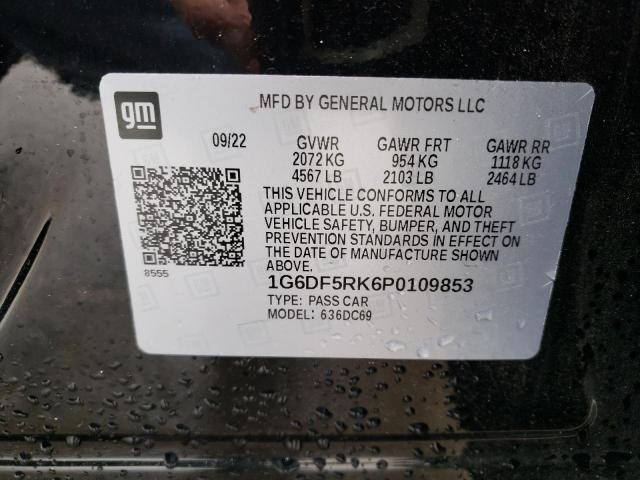 gm
MFD BY GENERAL MOTORS LLC
09/22 GVWR GAWR FRT GAWR RR
2072 KG 954 KG 1118 KG
4567 LB 2103 LB 2464 LB
THIS VEHICLE CONFORMS TO ALL
APPLICABLE U.S. FEDERAL MOTOR
VEHICLE SAFETY, BUMPER, AND THEFT
PREVENTION STANDARDS IN EFFECT ON
THE DATE OF MANUFACTURE SHOWN
ABOVE.
8555
1G6DF5RK6P0109853
TYPE: PASS CAR
MODEL: 636DC69